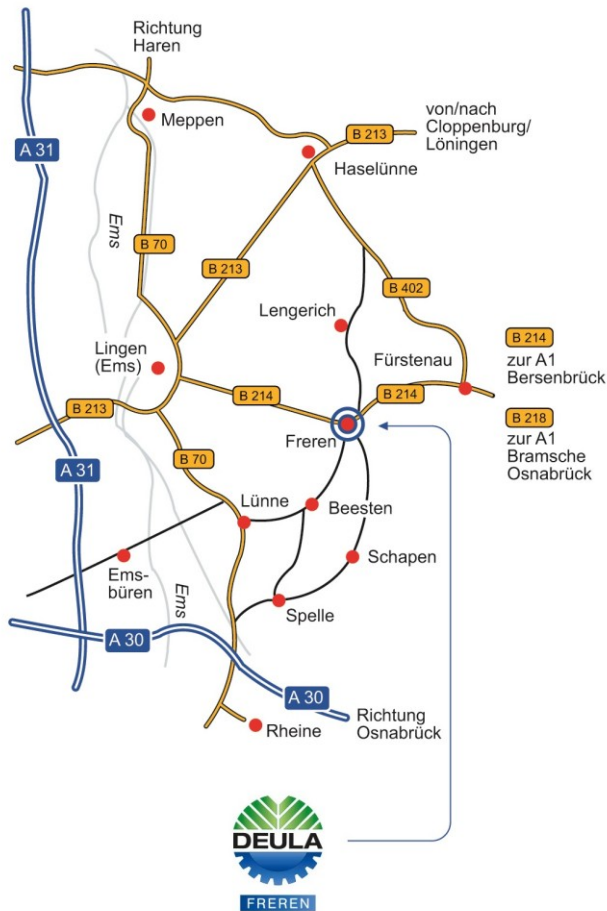 Richtung
Haren
Meppen
von/nach
Cloppenburg/
Löningen
B 213
A 31
Haselünne
Ems
B 70
B 213
B 402
Lengerich
Lingen
(Ems)
Fürstenau
B 214
zur A1
Bersenbrück
B 213
B 214
B 214
B 218
zur A1
Bramsche
Osnabrück
Freren
B 70
A 31
Lünne
Beesten
Schapen
Ems-
büren
Ems
Spelle
A 30
A 30
Richtung
Osnabrück
Rheine
DEULA
FREREN